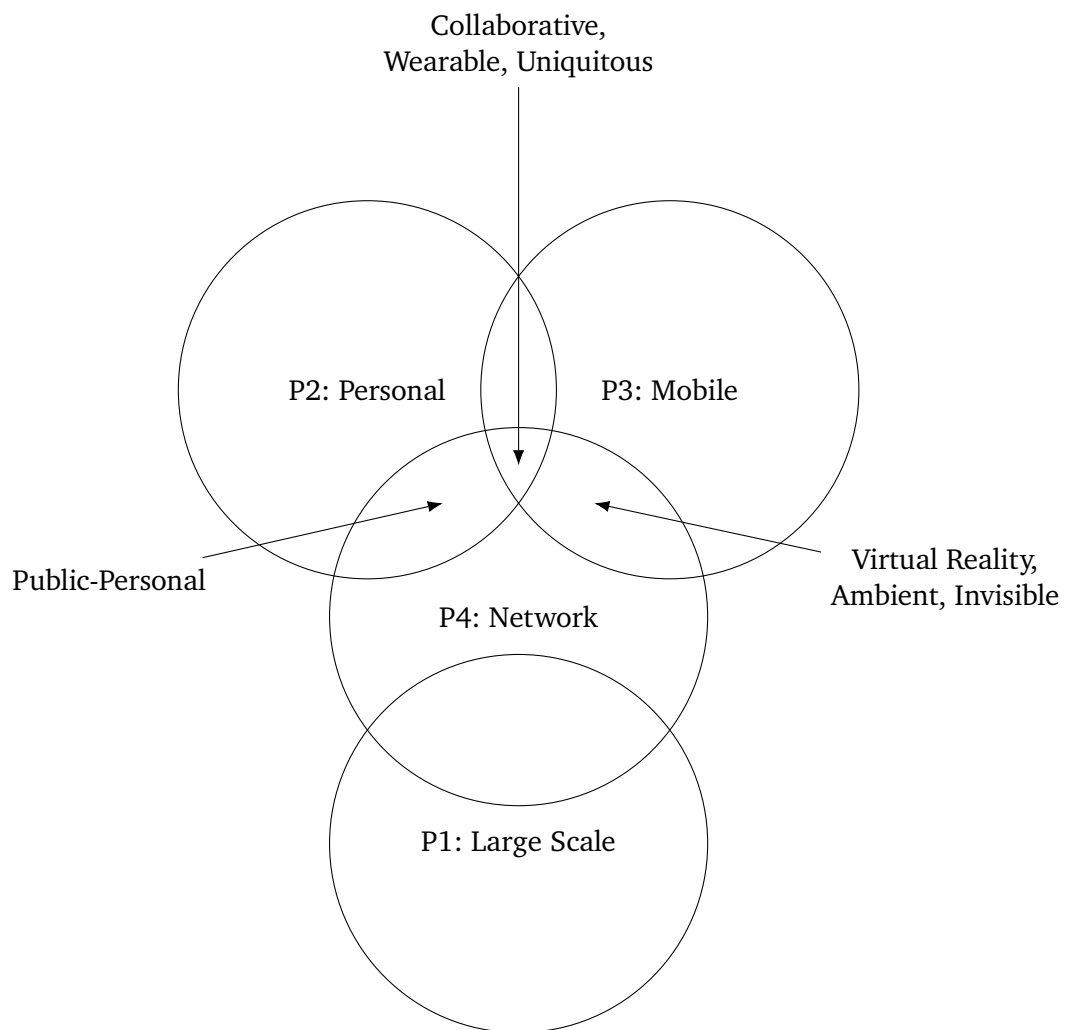 Collaborative,
Wearable, Uniquitous
P2: Personal
P3: Mobile
Public-Personal
Virtual Reality,
Ambient, Invisible
P4: Network
P1: Large Scale